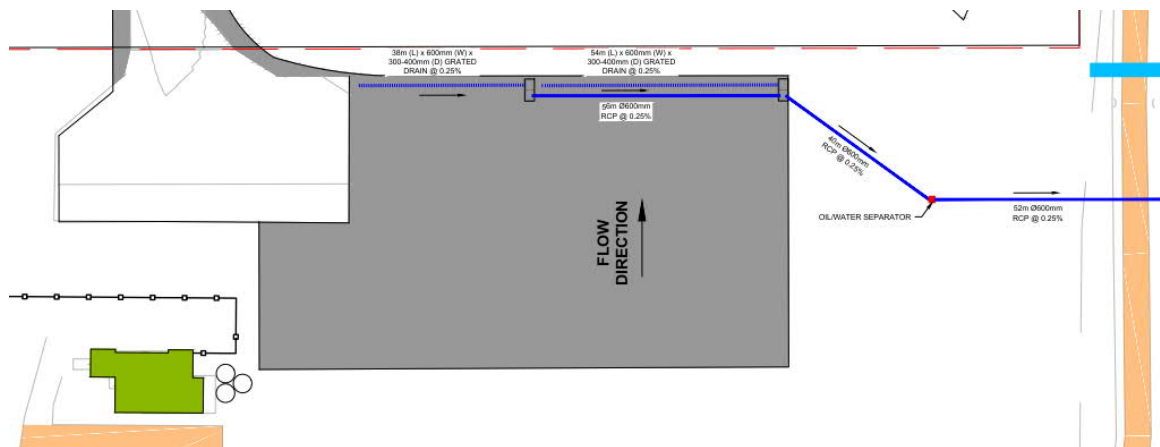 38m (L) x 600mm (W) x
300-400mm (D) GRATED
DRAIN @ 0.25%
54m (L) x 600mm (W) x
300-400mm (D) GRATED
DRAIN @ 0.25%
56m Ø600mm
RCP @ 0.25%
40m Ø600mm
RCP @ 0.25%
OIL/WATER SEPARATOR
52m Ø600mm
RCP @ 0.25%
FLOW
DIRECTION